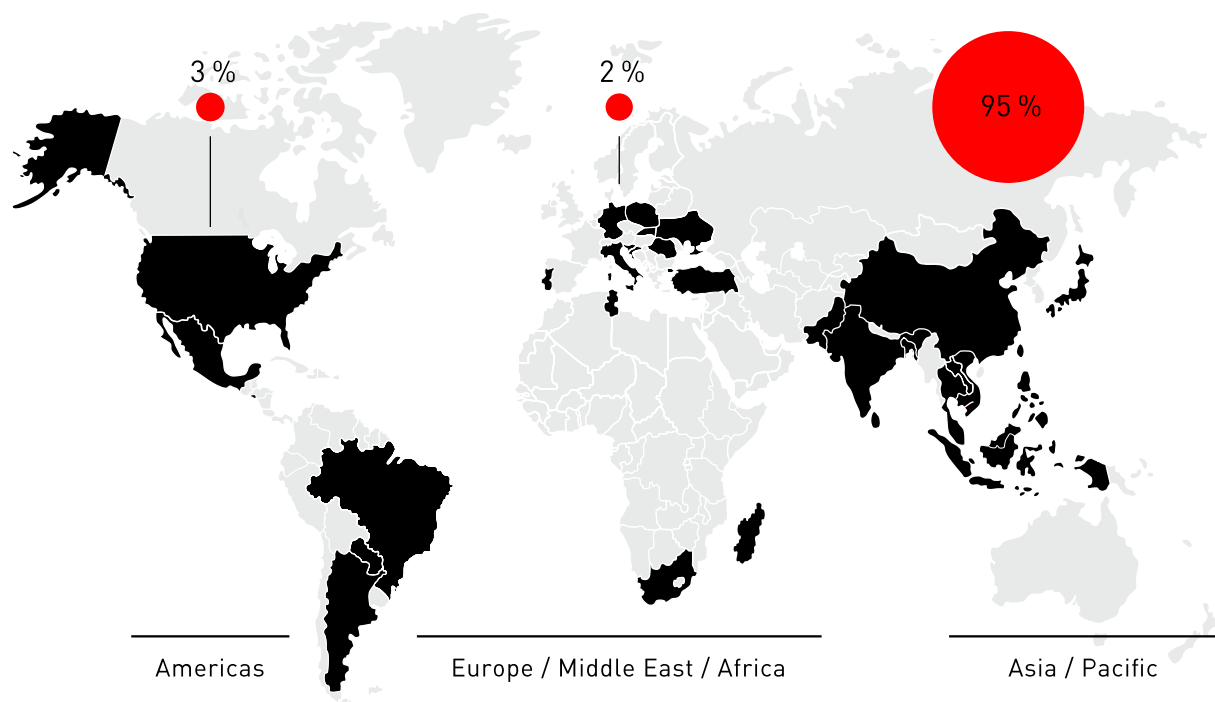 3 %
2 %
95 %
Americas
Europe / Middle East / Africa
Asia / Pacific